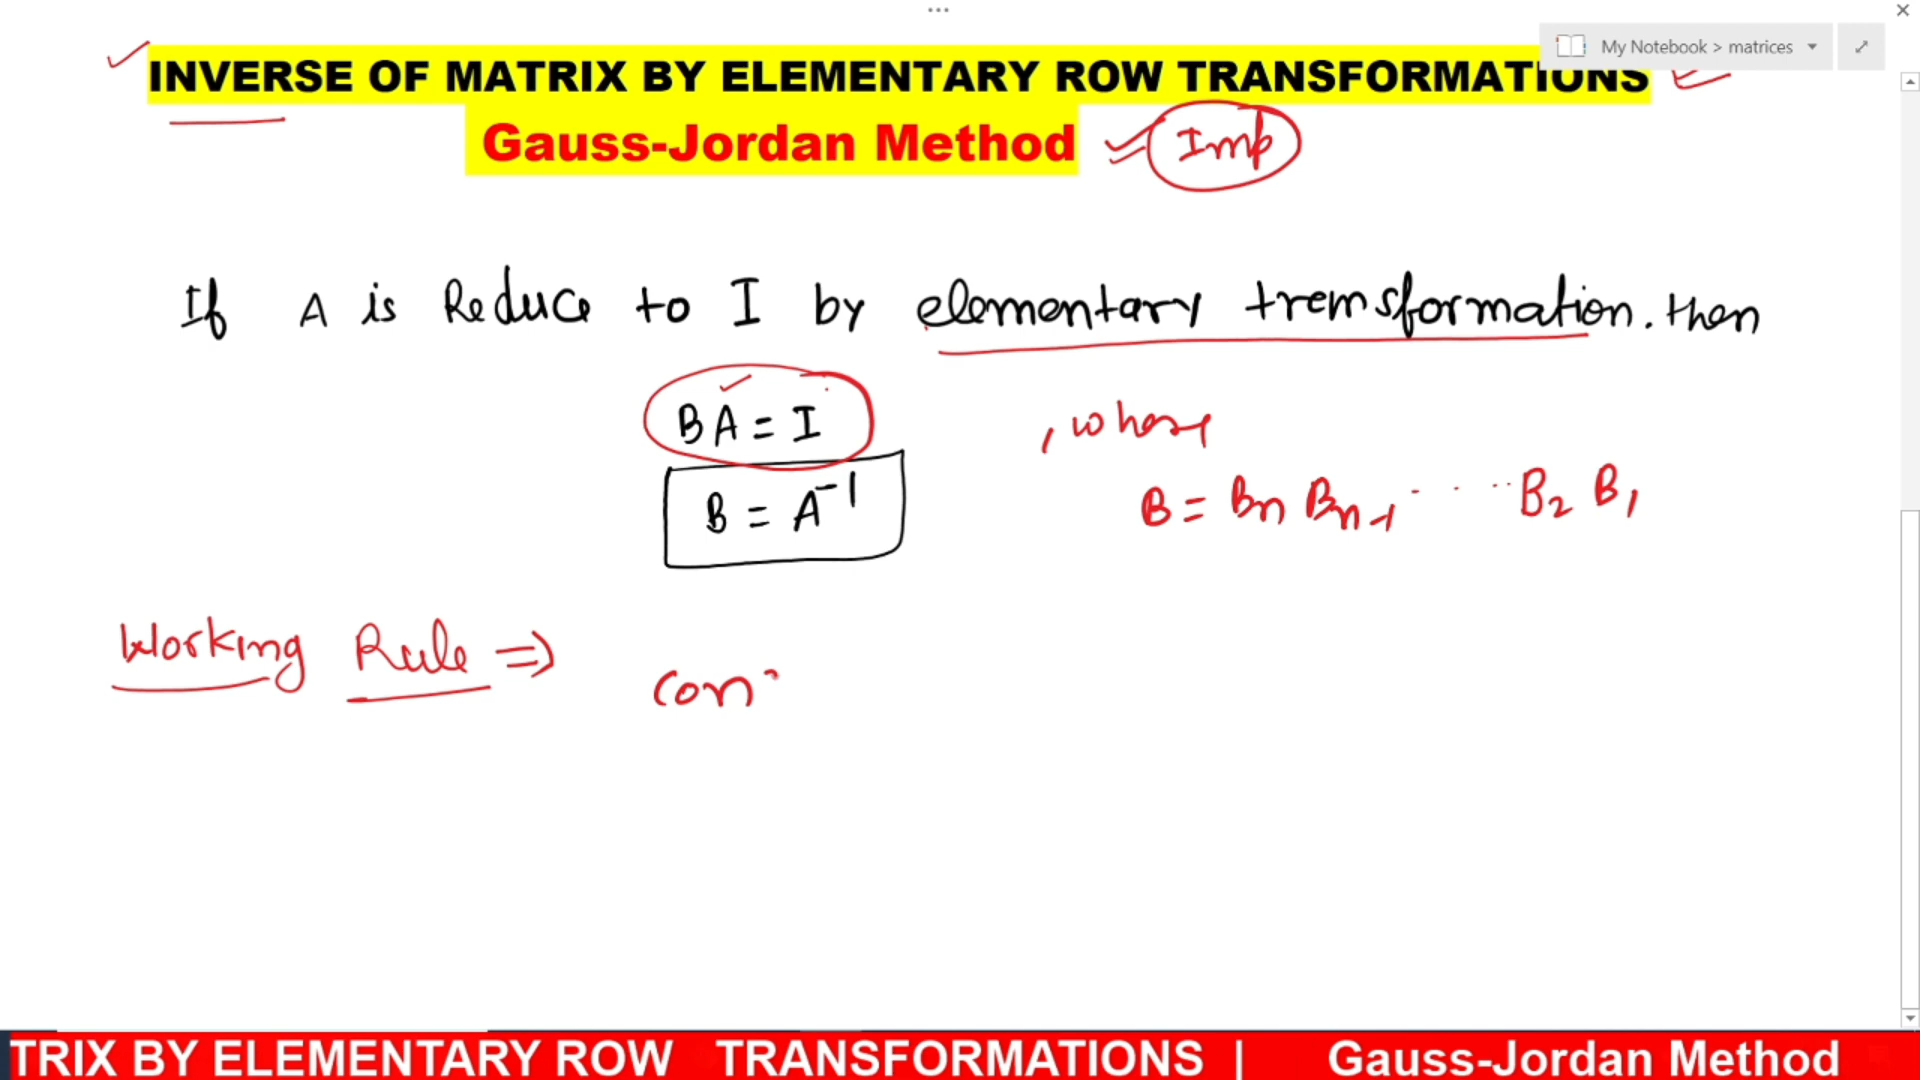 ...
My Notebook > matrices
INVERSE OF MATRIX BY ELEMENTARY ROW TRANSFORMATIONS
Gauss-Jordan Method Imp
If A is Reduce to I by elementary tremsformation. then
BA = I , where
B = A⁻¹ B = Bn Bn-1 ..... B2 B1
Working Rule ⇒ con
TRIX BY ELEMENTARY ROW TRANSFORMATIONS | Gauss-Jordan Method